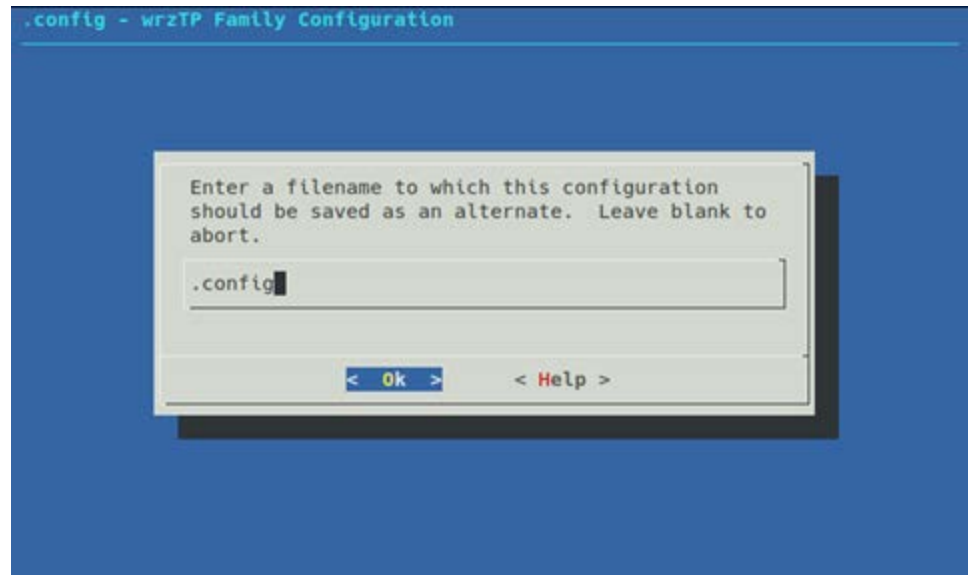 .config - wrzTP Family Configuration
Enter a filename to which this configuration
should be saved as an alternate.  Leave blank to
abort.
.config
<  Ok  >      < Help >